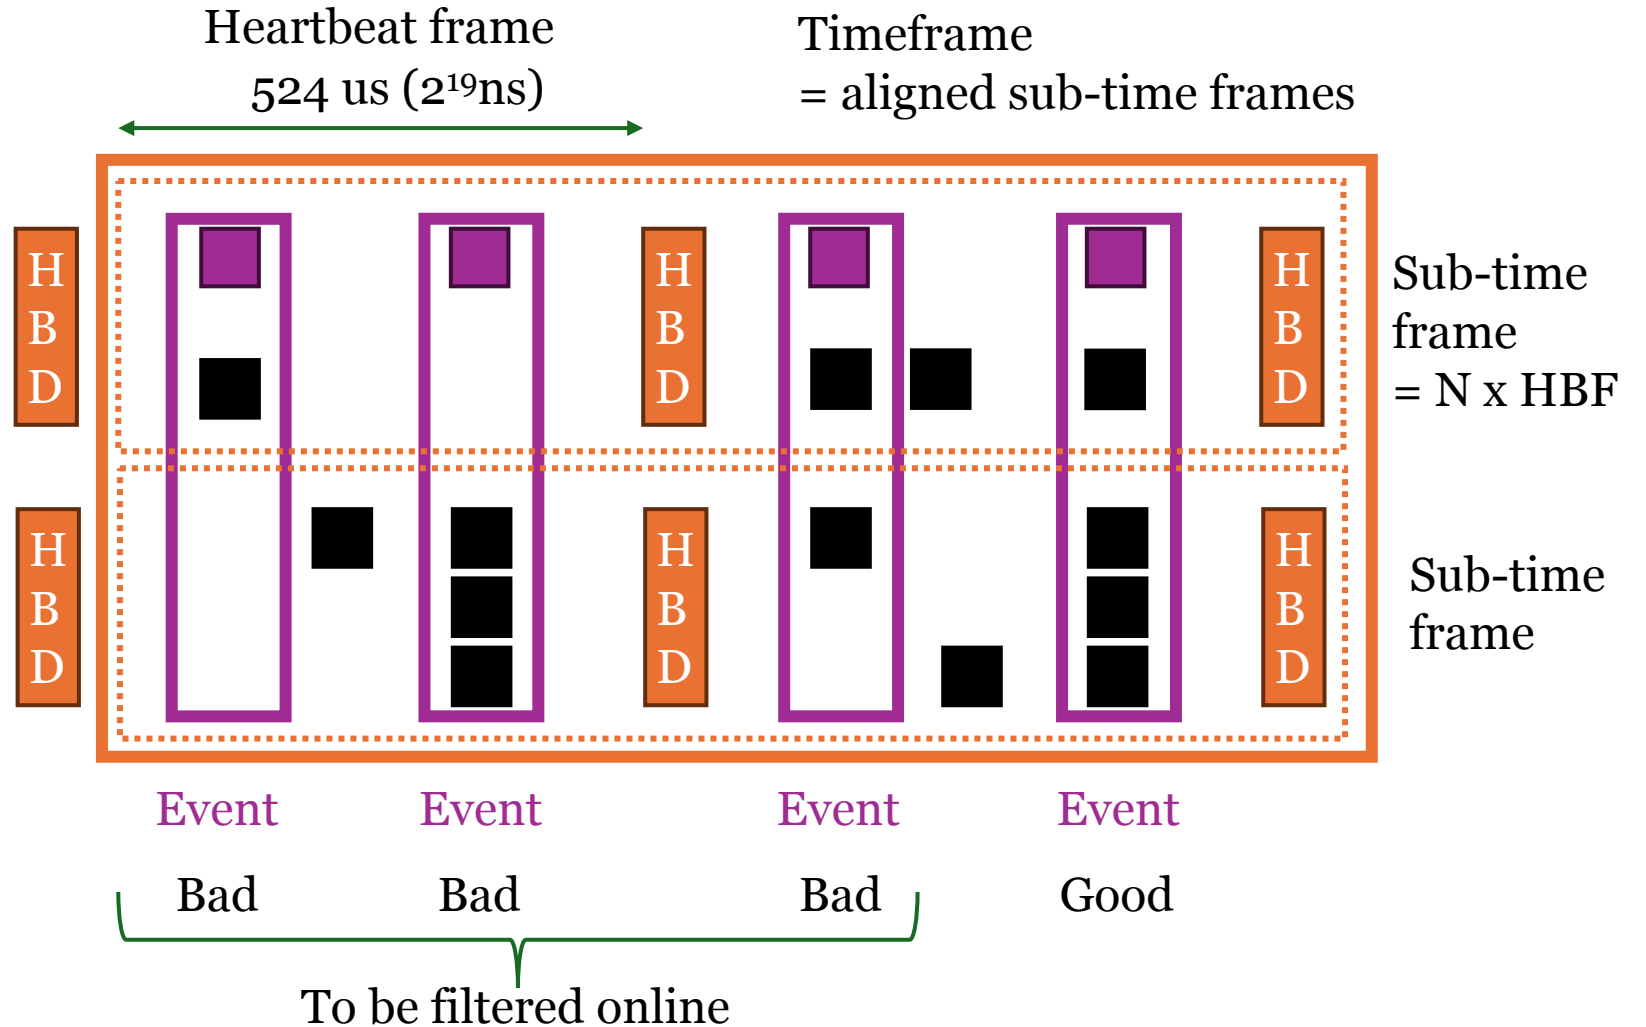 Heartbeat frame
524 us (2¹⁹ns)
Timeframe
= aligned sub-time frames
H
B
D
H
B
D
H
B
D
Sub-time
frame
= N x HBF
H
B
D
H
B
D
H
B
D
Sub-time
frame
Event
Event
Event
Event
Bad
Bad
Bad
Good
To be filtered online